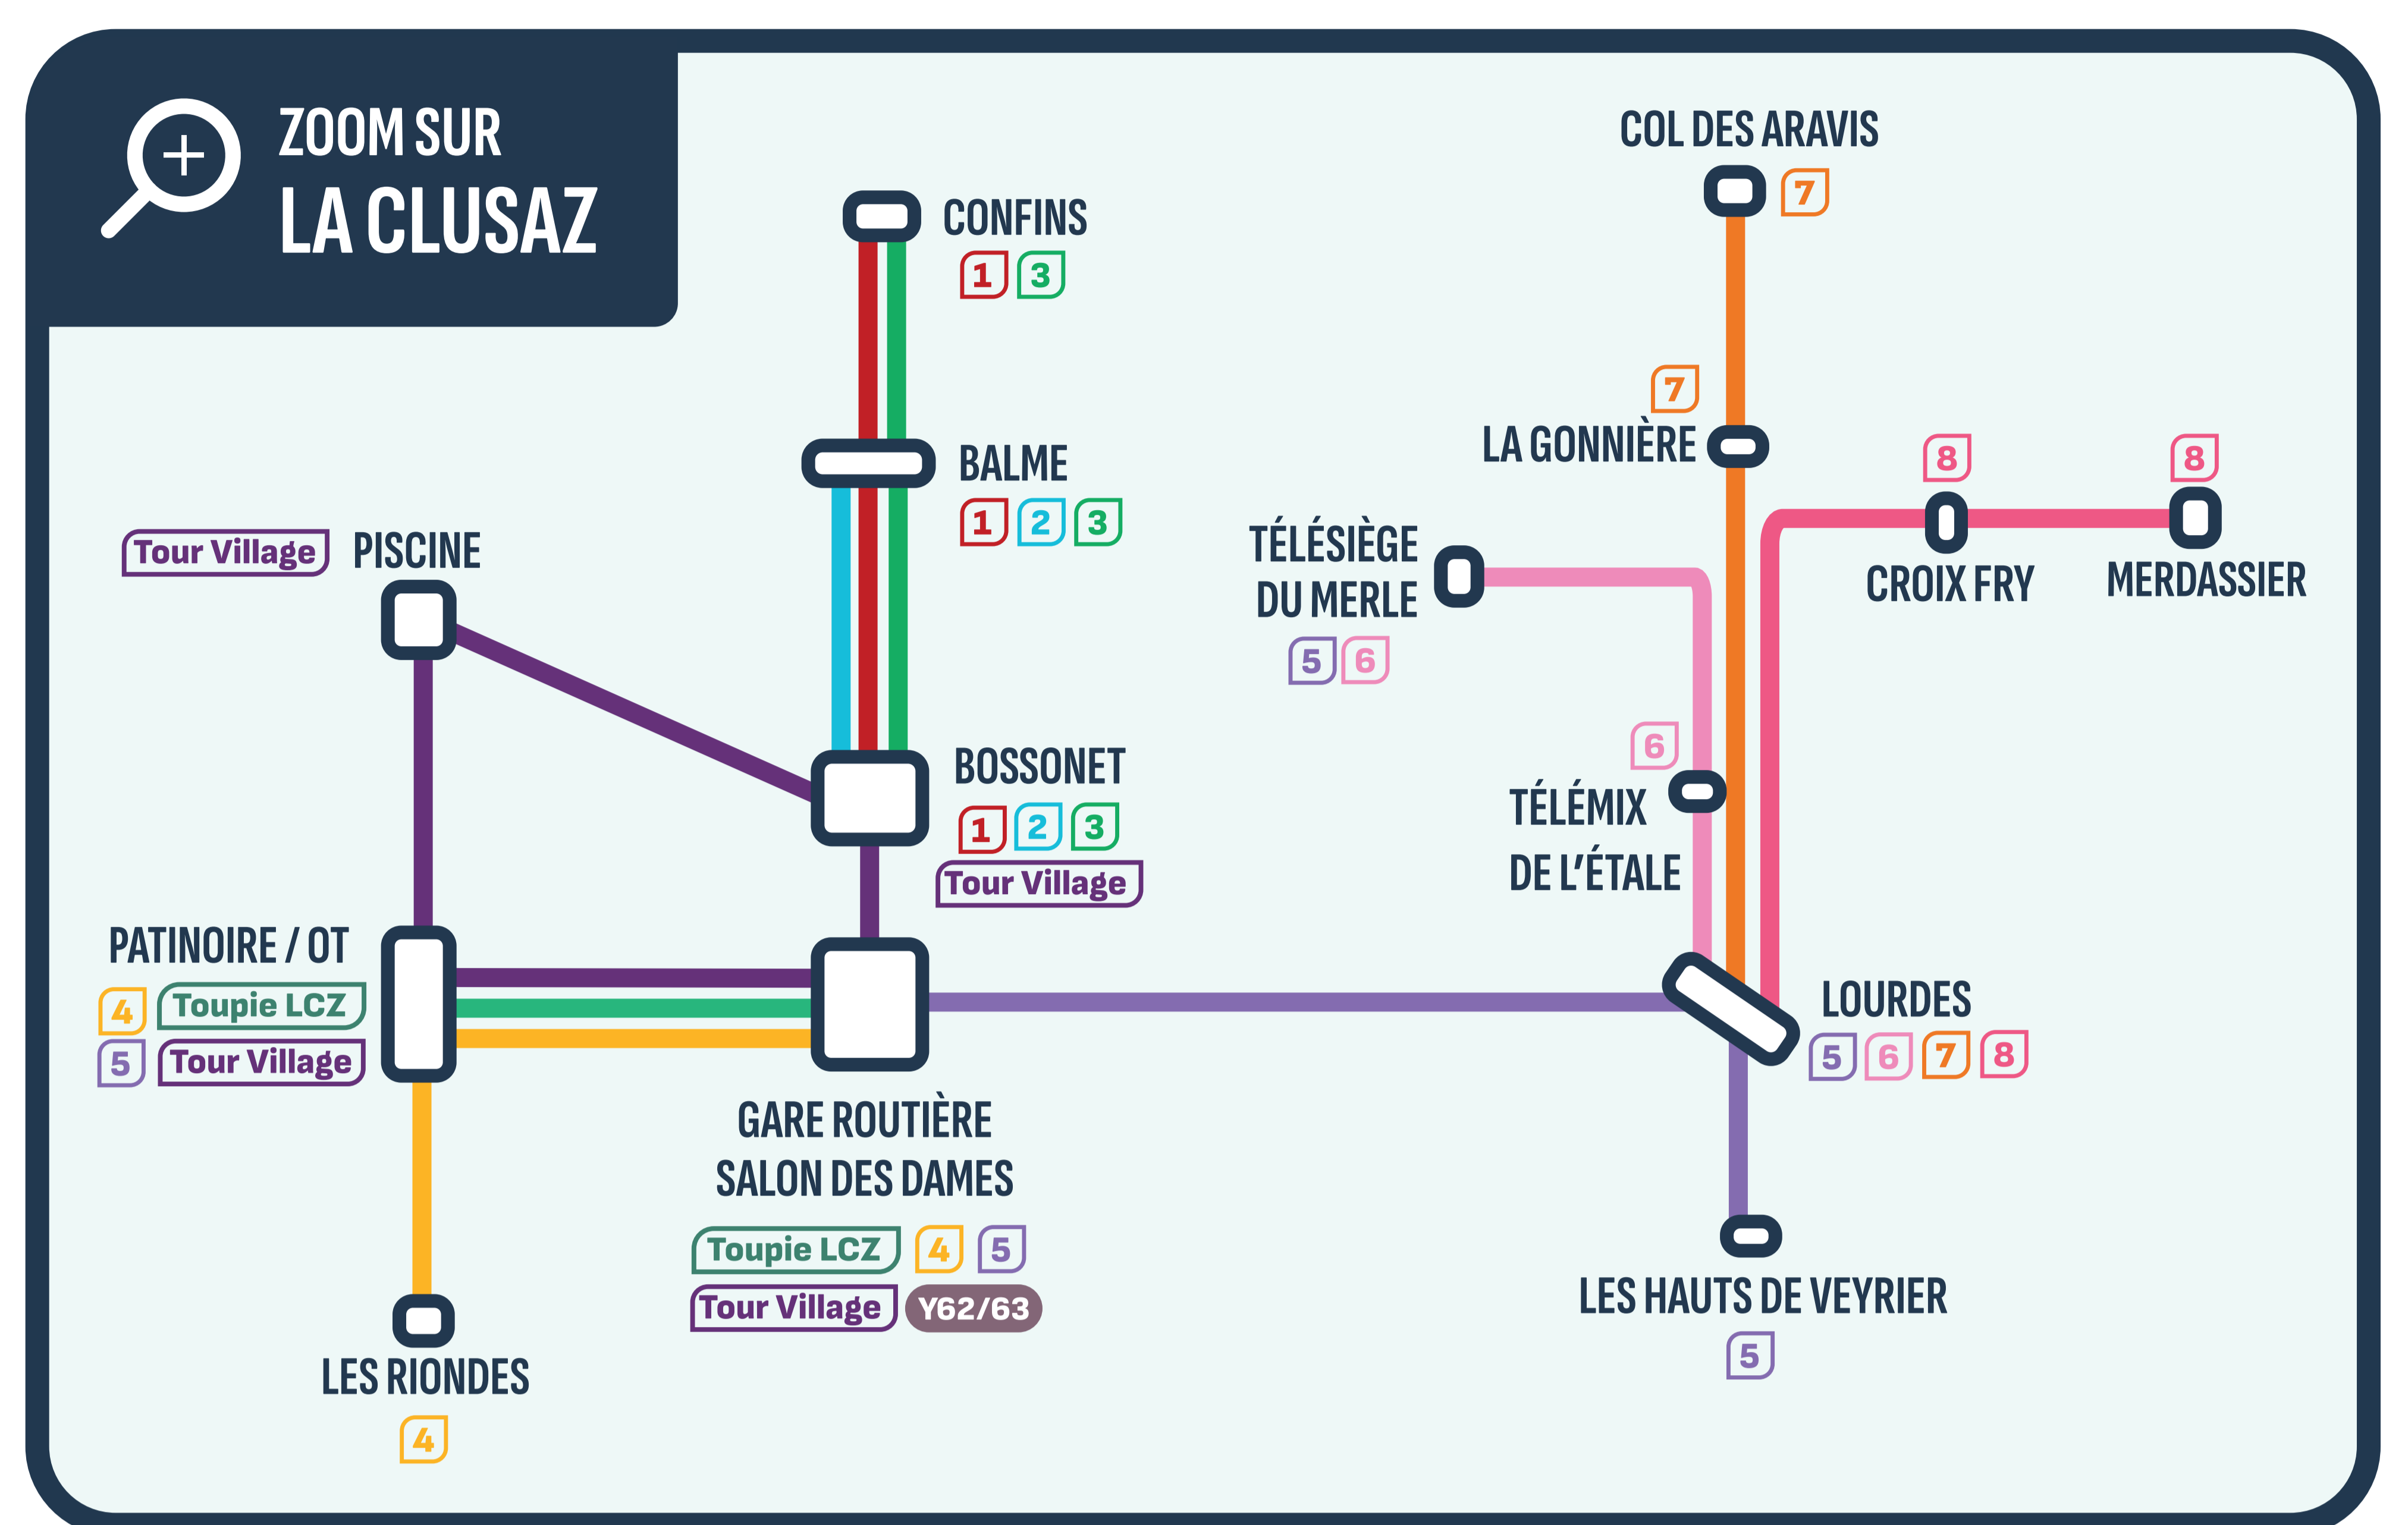 ZOOM SUR
LA CLUSAZ
CONFINS
1 3
BALME
1 2 3
Tour Village PISCINE
BOSSONET
1 2 3
Tour Village
PATINOIRE / OT
4 Toupie LCZ
5 Tour Village
GARE ROUTIÈRE
SALON DES DAMES
Toupie LCZ 4 5
Tour Village Y62/63
LES RIONDES
4
COL DES ARAVIS
7
7
LA GONNIÈRE
8
CROIX FRY
8
MERDASSIER
TÉLÉSIÈGE
DU MERLE
5 6
6
TÉLÉMIX
DE L'ÉTALE
LOURDES
5 6 7 8
LES HAUTS DE VEYRIER
5